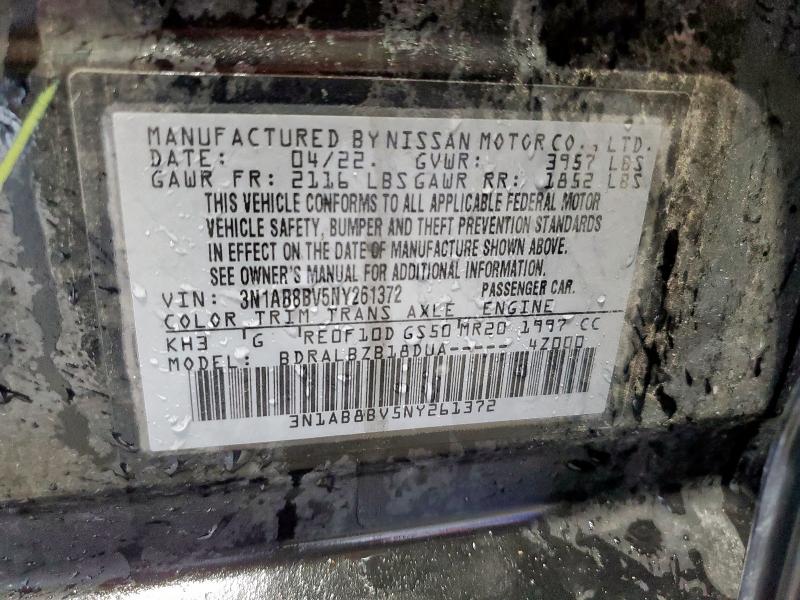 MANUFACTURED BY NISSAN MOTOR CO., LTD.
DATE: 04/22. GVWR: 3957 LBS
GAWR FR: 2116 LBS GAWR RR: 1852 LBS
THIS VEHICLE CONFORMS TO ALL APPLICABLE FEDERAL MOTOR
VEHICLE SAFETY, BUMPER AND THEFT PREVENTION STANDARDS
IN EFFECT ON THE DATE OF MANUFACTURE SHOWN ABOVE.
SEE OWNER'S MANUAL FOR ADDITIONAL INFORMATION.
VIN: 3N1AB8BV5NY261372 PASSENGER CAR.
COLOR TRIM TRANS AXLE ENGINE
KH3 G RE0F10D GS50 MR20 1997 CC
MODEL: BDRALBZB18DUA----- 4Z000
3N1AB8BV5NY261372